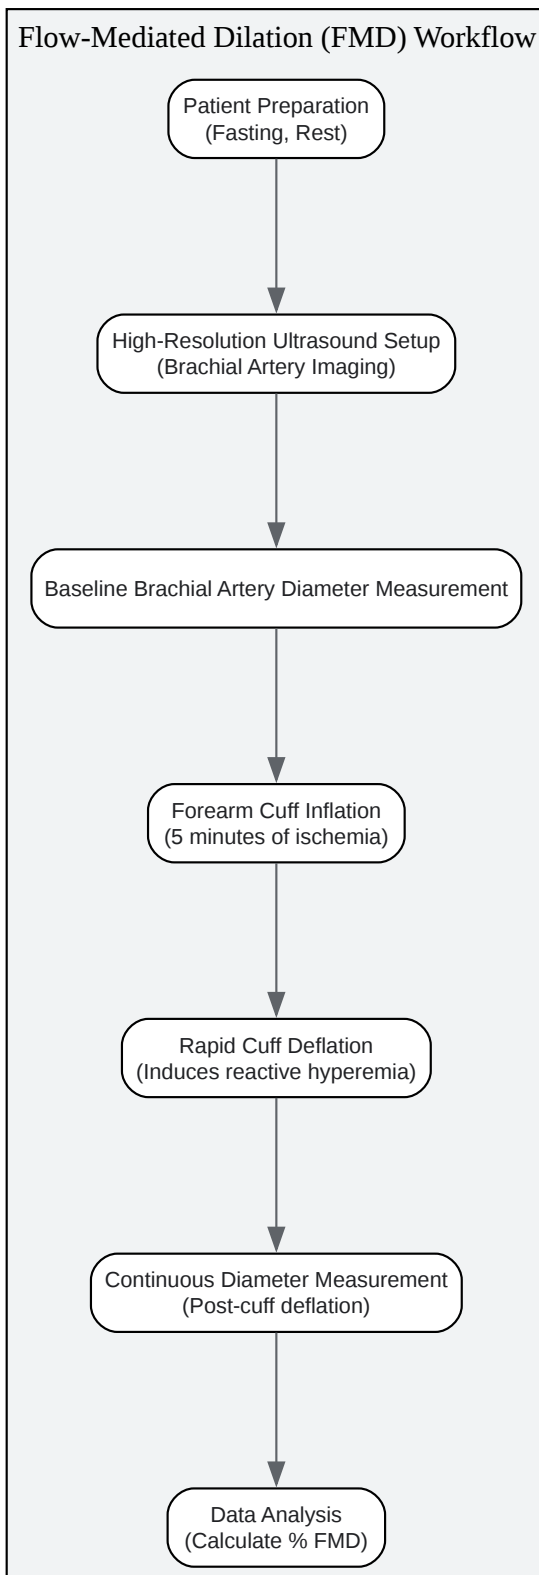 Flow-Mediated Dilation (FMD) Workflow
Patient Preparation
(Fasting, Rest)
High-Resolution Ultrasound Setup
(Brachial Artery Imaging)
Baseline Brachial Artery Diameter Measurement
Forearm Cuff Inflation
(5 minutes of ischemia)
Rapid Cuff Deflation
(Induces reactive hyperemia)
Continuous Diameter Measurement
(Post-cuff deflation)
Data Analysis
(Calculate % FMD)